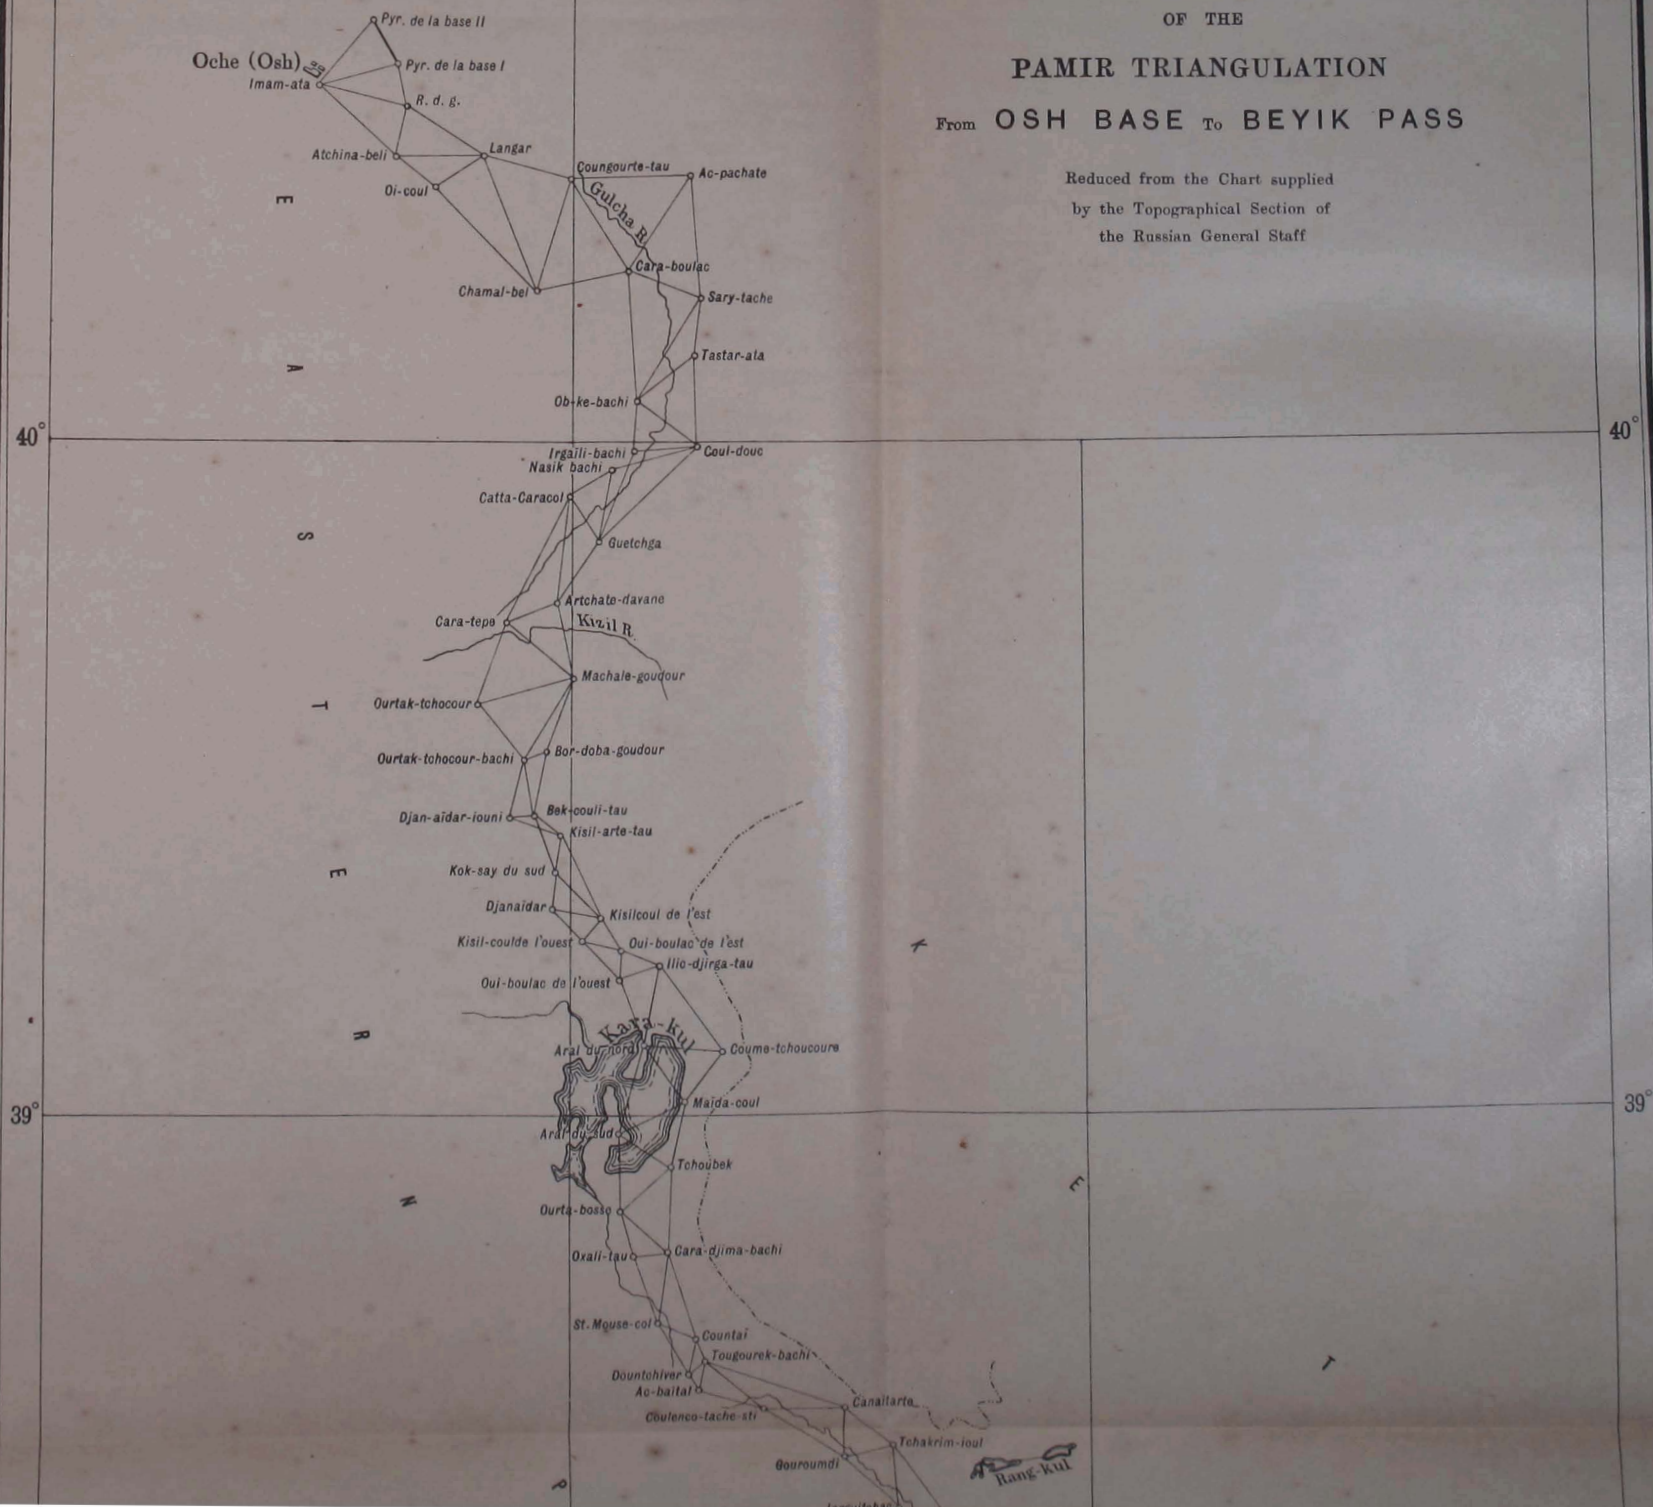 OF THE
PAMIR TRIANGULATION
From OSH BASE To BEYIK PASS
Reduced from the Chart supplied
by the Topographical Section of
the Russian General Staff
Pyr. de la base II
Oche (Osh)
Pyr. de la base I
Imam-ata
R. d. g.
Atchina-beli
Langar
Coungourte-tau
Ac-pachate
Oi-coul
Gulcha R.
Cara-boulac
Chamal-bel
Sary-tache
Tastar-ata
Ob-ke-bachi
40°
40°
Irgaïli-bachi
Coul-douc
Nasik bachi
Catta-Caracol
Guetchga
Artchate-davane
Cara-tepe
Kizil R.
Machale-goudour
Ourtak-tchocour
Bor-doba-goudour
Ourtak-tchocour-bachi
Bek-couli-tau
Djan-aïdar-iouni
Kisil-arte-tau
Kok-say du sud
Djanaïdar
Kisilcoul de l'est
Kisil-coulde l'ouest
Oui-boulac de l'est
Ilic-djirga-tau
Oui-boulac de l'ouest
Kara-kul
Aral du nord
Coume-tchoucoure
Maïda-coul
39°
39°
Aral du sud
Tchoubek
Ourta-bosso
Cara-djima-bachi
Oxali-tau
St. Mouse-col
Countaï
Tougourek-bachi
Dountchiver
Ac-baital
Canaitarte
Coulenco-tache-sti
Tchakrim-ioul
Gouroumdi
Rang-Kul
E A S T E R N
K E T
P